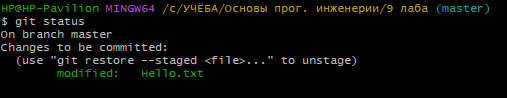 HP@HP-Pavilion MINGW64 /c/УЧЁБА/Основы прог. инженерии/9 лаба (master)
$ git status
On branch master
Changes to be committed:
  (use "git restore --staged <file>..." to unstage)
        modified:   Hello.txt